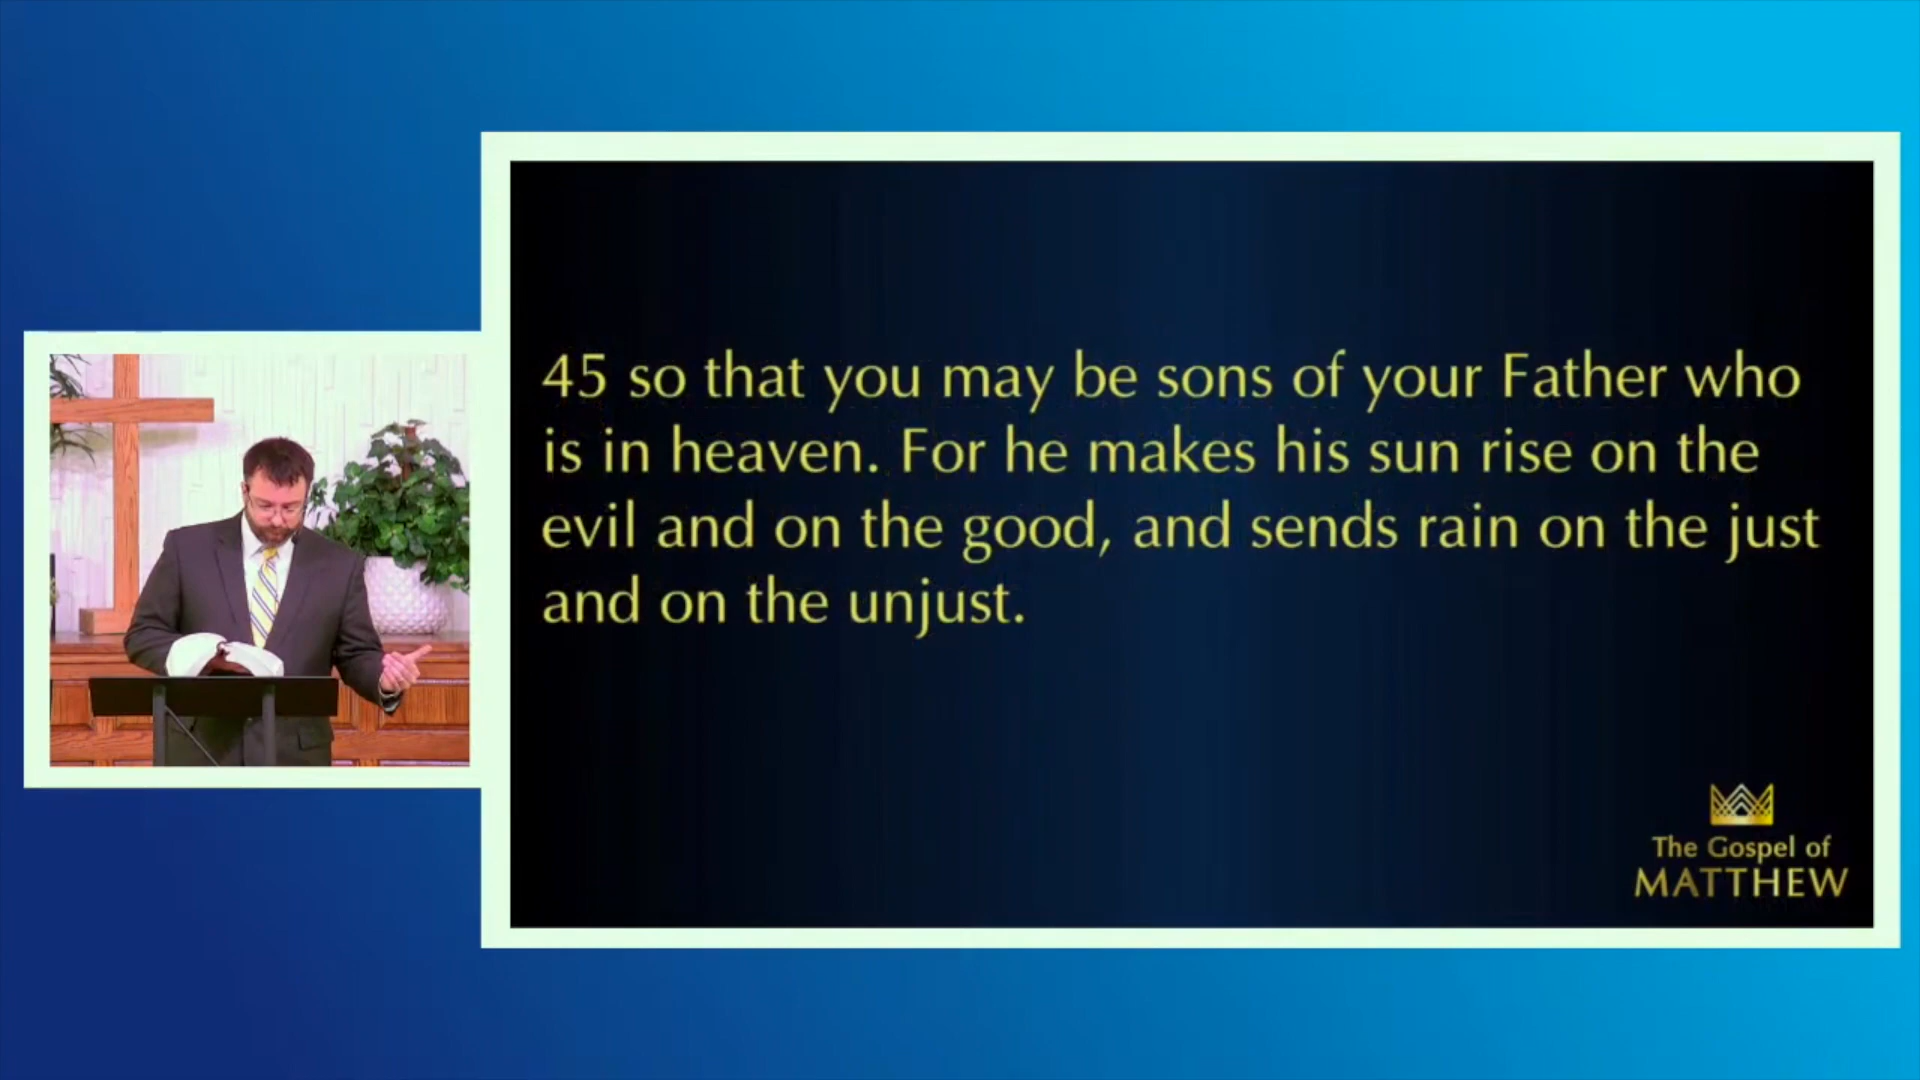 45 so that you may be sons of your Father who
is in heaven. For he makes his sun rise on the
evil and on the good, and sends rain on the just
and on the unjust.
The Gospel of
MATTHEW